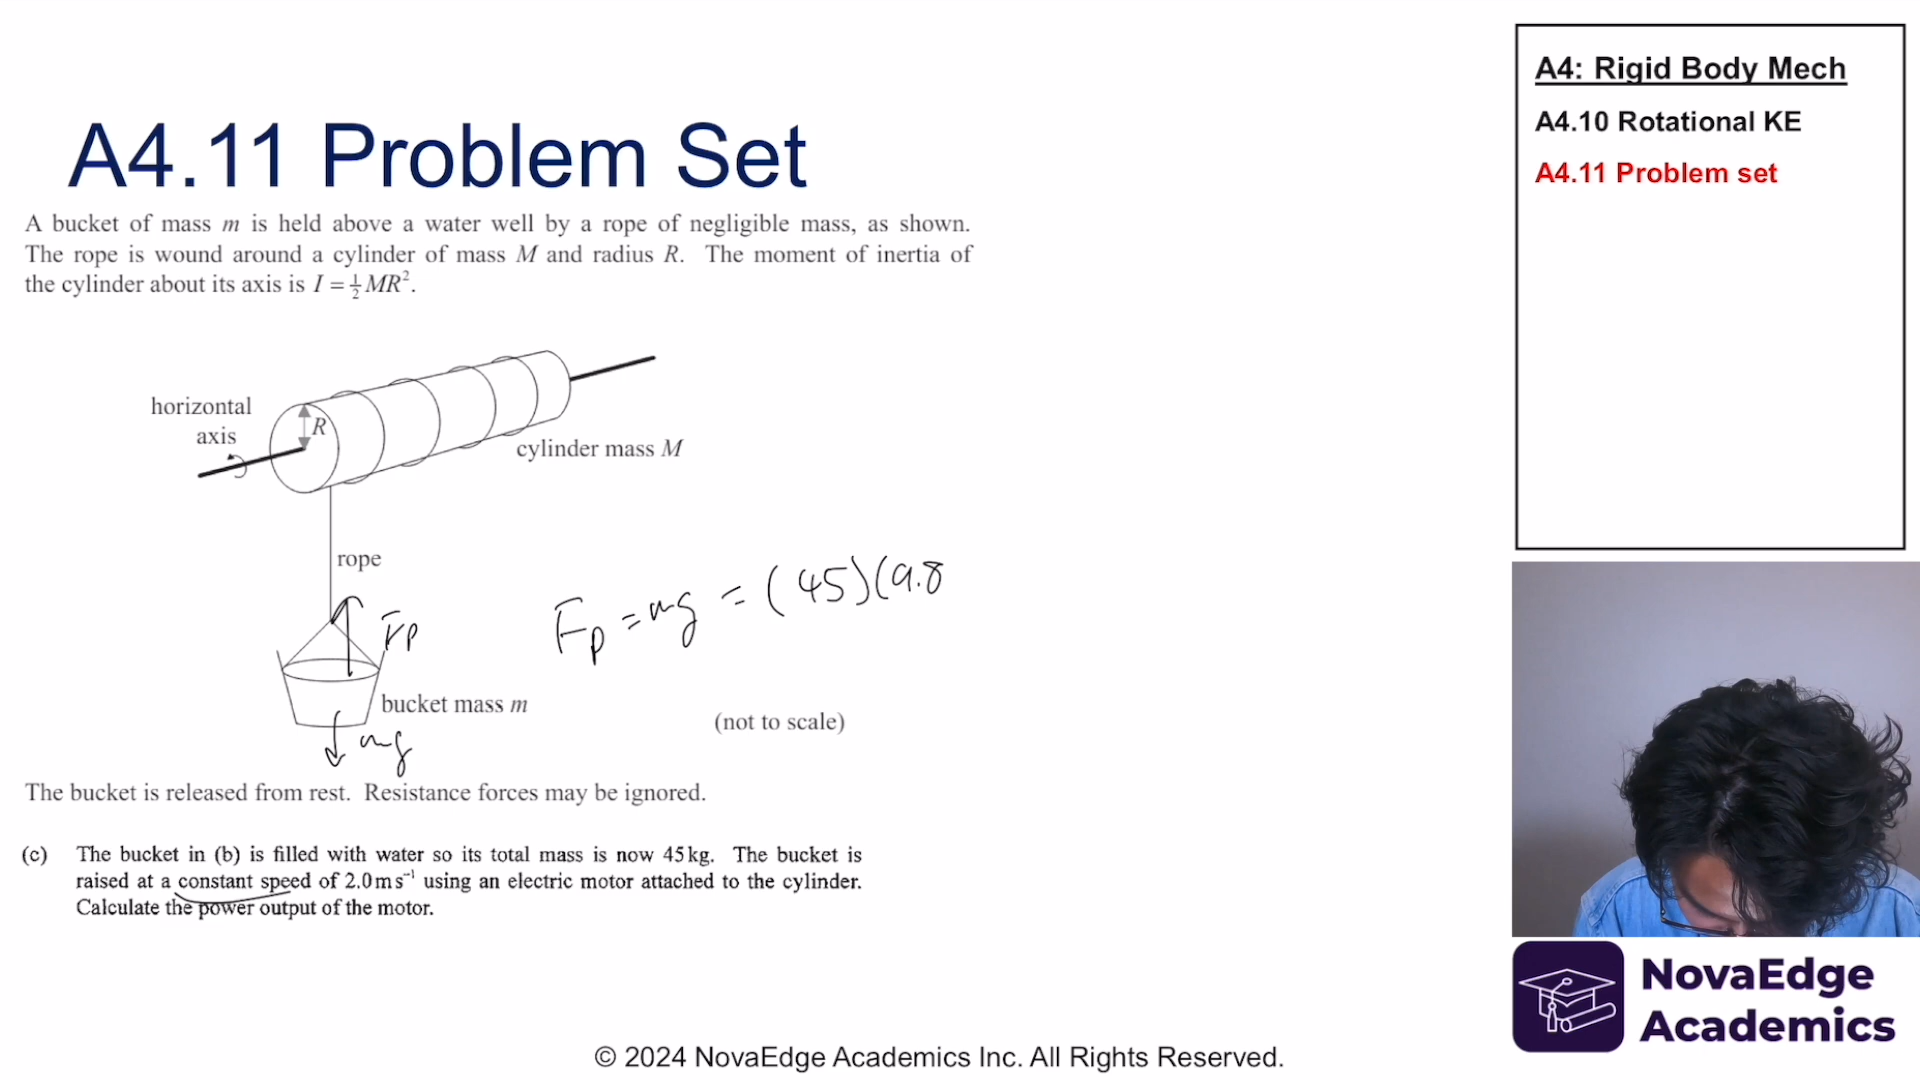 A4.11 Problem Set
A bucket of mass m is held above a water well by a rope of negligible mass, as shown.
The rope is wound around a cylinder of mass M and radius R. The moment of inertia of
the cylinder about its axis is I = ½MR².
horizontal
axis
R
cylinder mass M
rope
Fp
Fp = mg = (45)(9.8
bucket mass m
(not to scale)
mg
The bucket is released from rest. Resistance forces may be ignored.
(c) The bucket in (b) is filled with water so its total mass is now 45 kg. The bucket is
raised at a constant speed of 2.0 m s⁻¹ using an electric motor attached to the cylinder.
Calculate the power output of the motor.
© 2024 NovaEdge Academics Inc. All Rights Reserved.
A4: Rigid Body Mech
A4.10 Rotational KE
A4.11 Problem set
NovaEdge
Academics